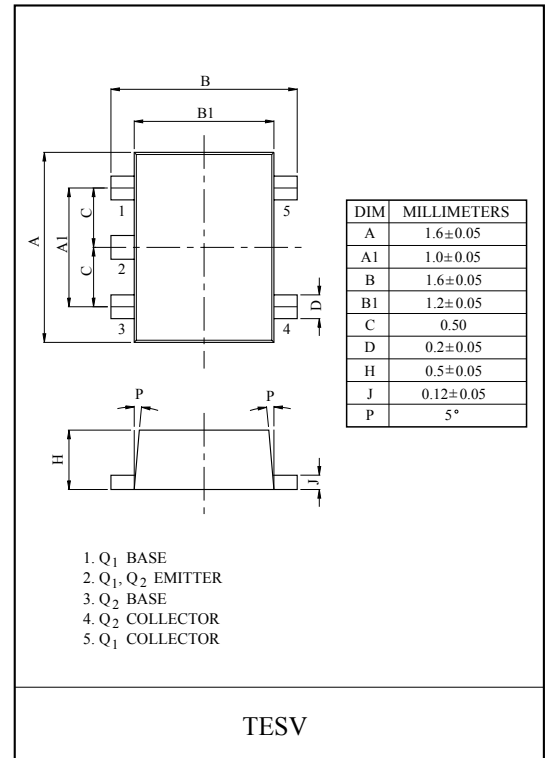 B
B1
A
A1
C
C
1
2
3
5
4
D
DIM MILLIMETERS
A 1.6±0.05
A1 1.0±0.05
B 1.6±0.05
B1 1.2±0.05
C 0.50
D 0.2±0.05
H 0.5±0.05
J 0.12±0.05
P 5°
P
P
H
J
1. Q1 BASE
2. Q1, Q2 EMITTER
3. Q2 BASE
4. Q2 COLLECTOR
5. Q1 COLLECTOR
TESV